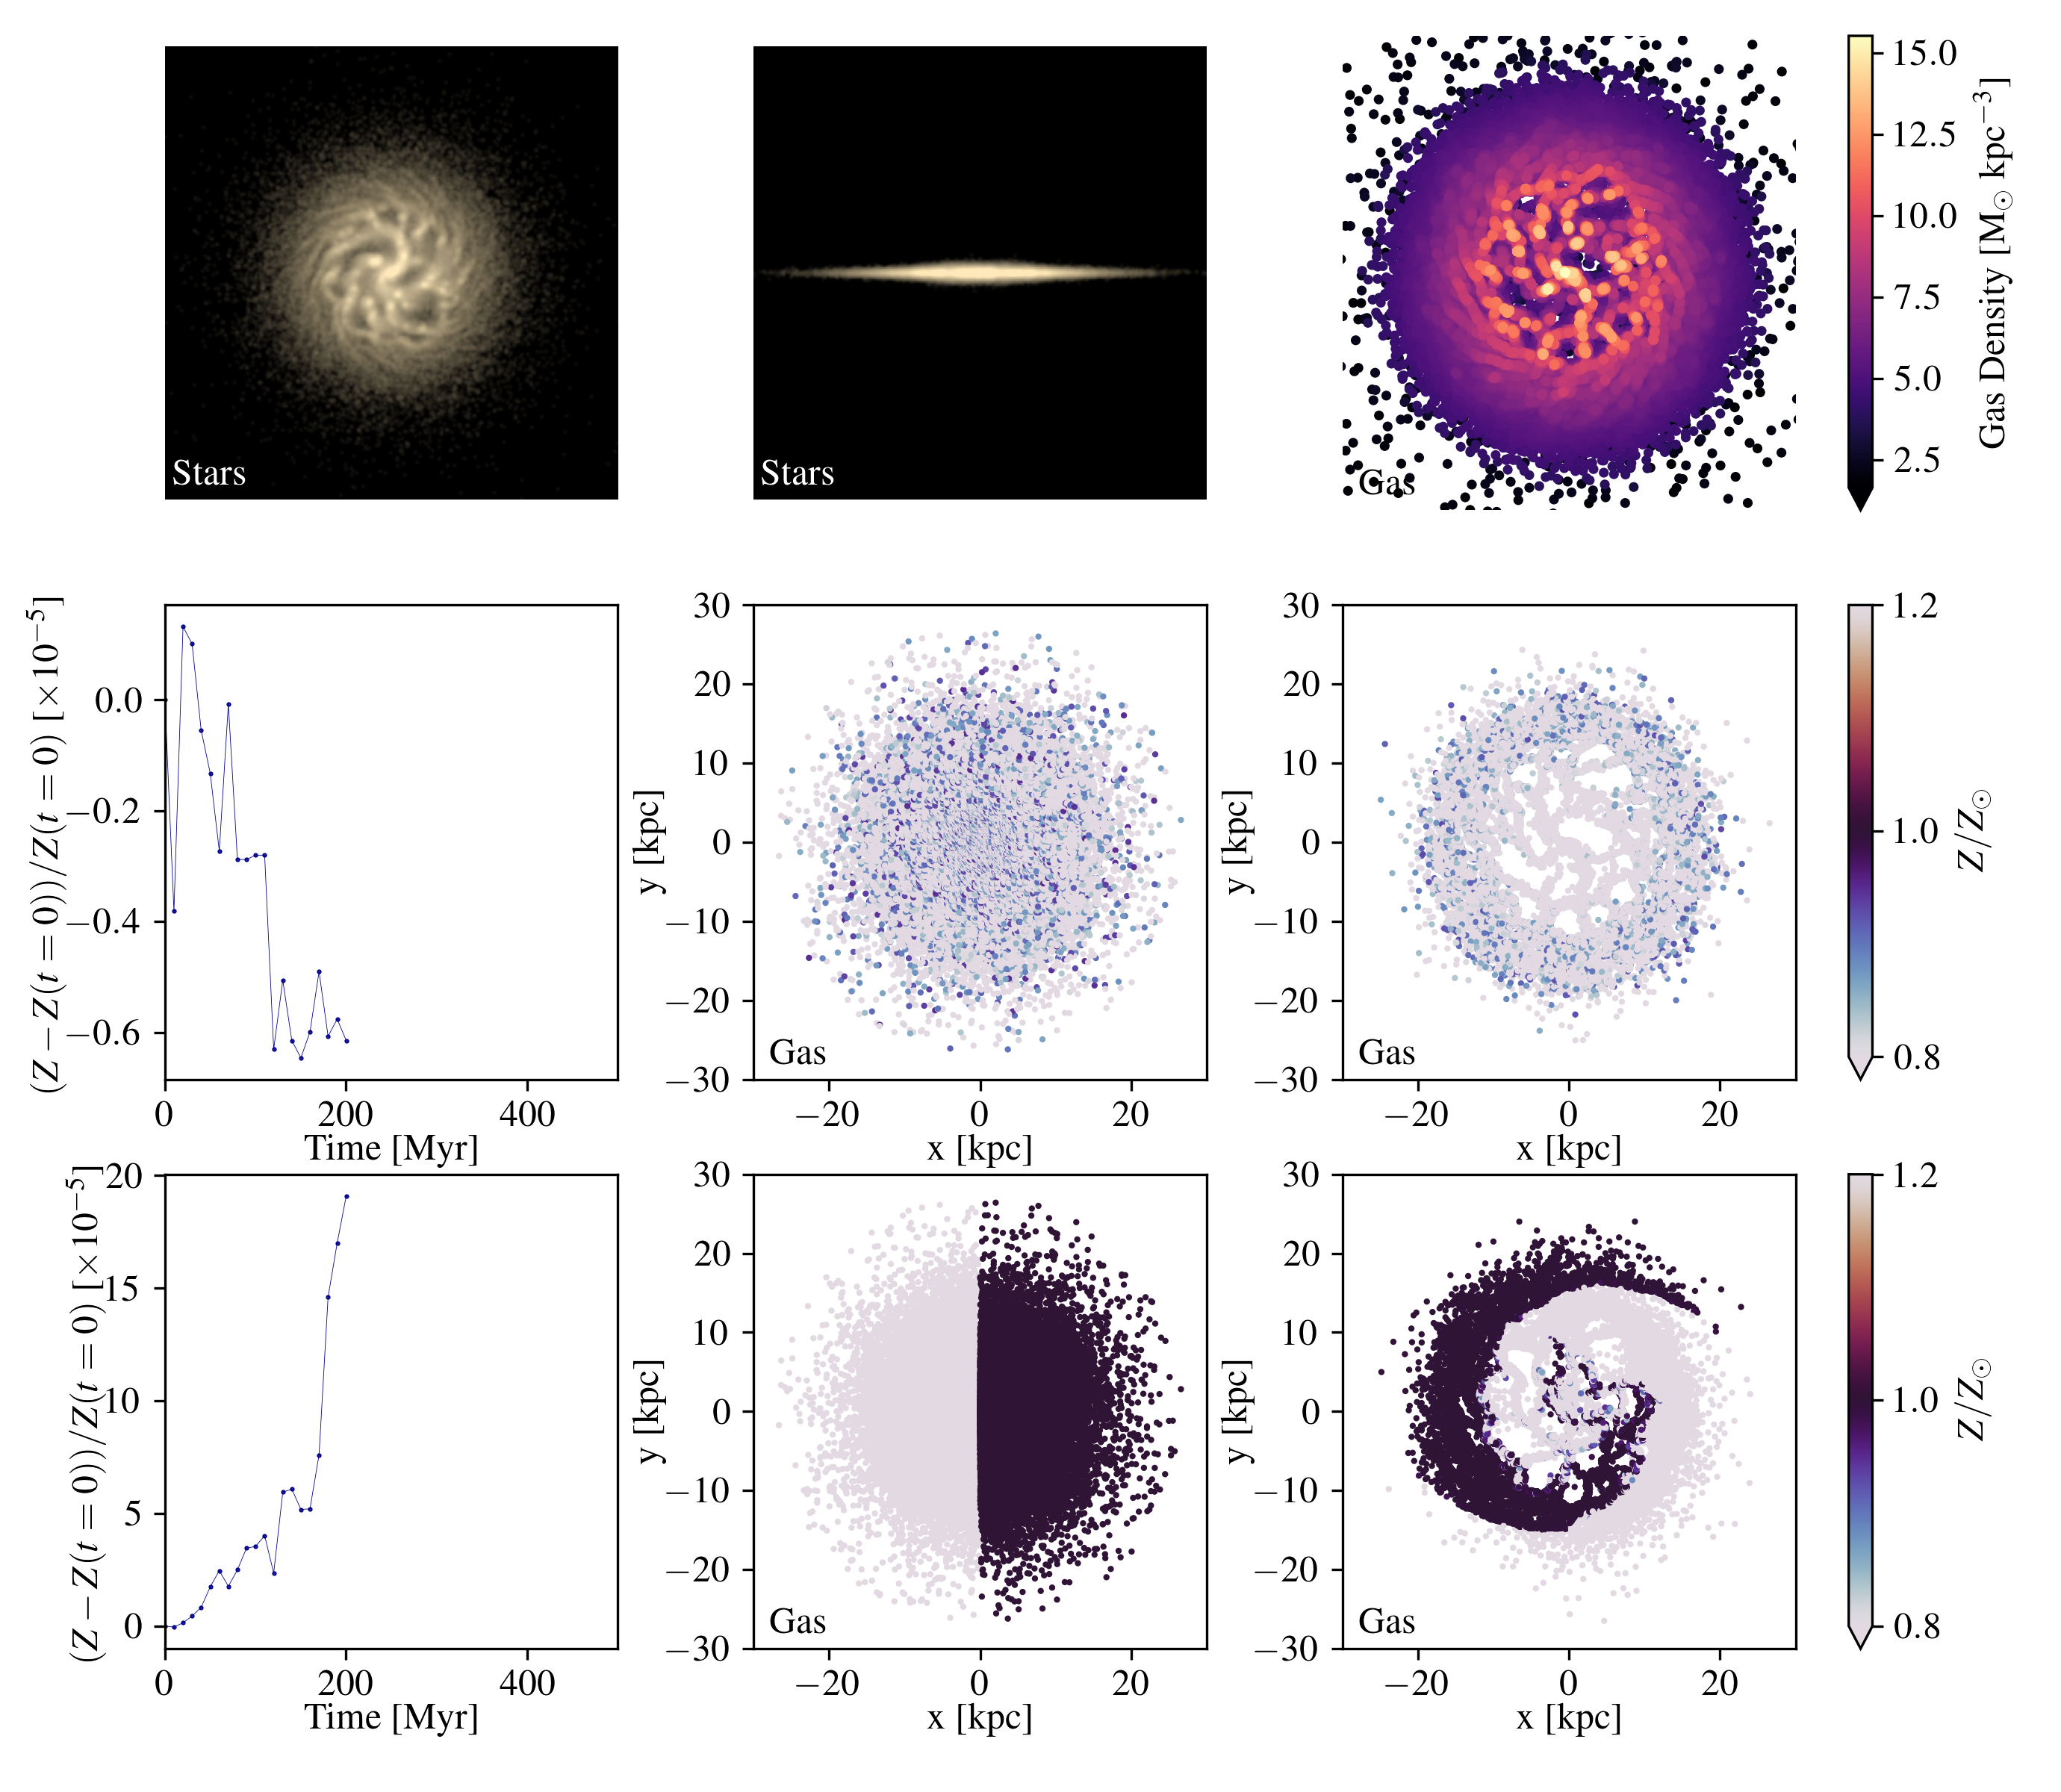 Stars
Stars
Gas
15.0
12.5
10.0
7.5
5.0
2.5
Gas Density [M⊙ kpc⁻³]
(Z − Z(t = 0))/Z(t = 0) [×10⁻⁵]
0.0
−0.2
−0.4
−0.6
0 200 400
Time [Myr]
y [kpc]
30
20
10
0
−10
−20
−30
Gas
−20 0 20
x [kpc]
y [kpc]
30
20
10
0
−10
−20
−30
Gas
−20 0 20
x [kpc]
1.2
1.0
0.8
Z/Z⊙
(Z − Z(t = 0))/Z(t = 0) [×10⁻⁵]
20
15
10
5
0
0 200 400
Time [Myr]
y [kpc]
30
20
10
0
−10
−20
−30
Gas
−20 0 20
x [kpc]
y [kpc]
30
20
10
0
−10
−20
−30
Gas
−20 0 20
x [kpc]
1.2
1.0
0.8
Z/Z⊙